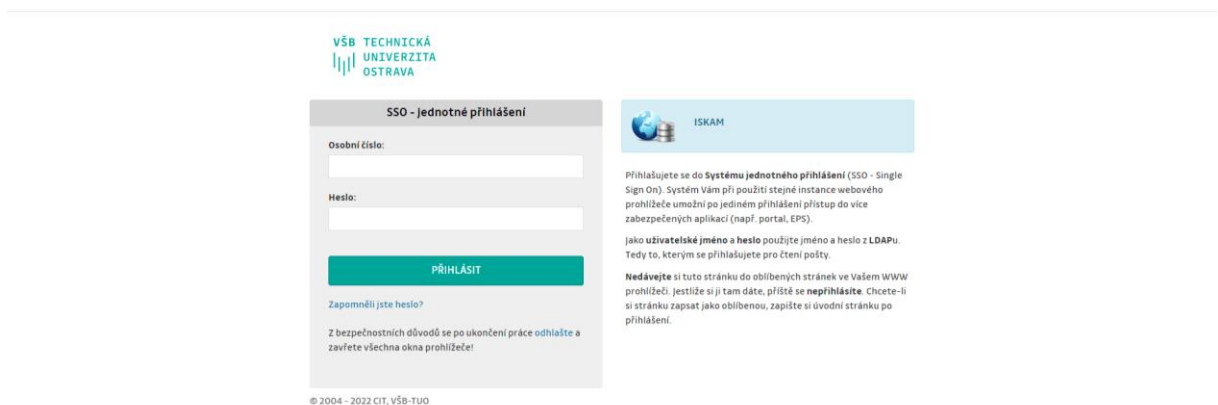 VŠB TECHNICKÁ
UNIVERZITA
OSTRAVA
SSO - jednotné přihlášení
Osobní číslo:
Heslo:
PŘIHLÁSIT
Zapomněli jste heslo?
Z bezpečnostních důvodů se po ukončení práce odhlašte a
zavřete všechna okna prohlížeče!
ISKAM
Přihlašujete se do Systému jednotného přihlášení (SSO - Single
Sign On). Systém Vám při použití stejné instance webového
prohlížeče umožní po jediném přihlášení přístup do více
zabezpečených aplikací (např. portal, EPS).
Jako uživatelské jméno a heslo použijte jméno a heslo z LDAPu.
Tedy to, kterým se přihlašujete pro čtení pošty.
Nedávejte si tuto stránku do oblíbených stránek ve Vašem WWW
prohlížeči. Jestliže si ji tam dáte, příště se nepřihlásíte. Chcete-li
si stránku zapsat jako oblíbenou, zapište si úvodní stránku po
přihlášení.
© 2004 - 2022 CIT, VŠB-TUO